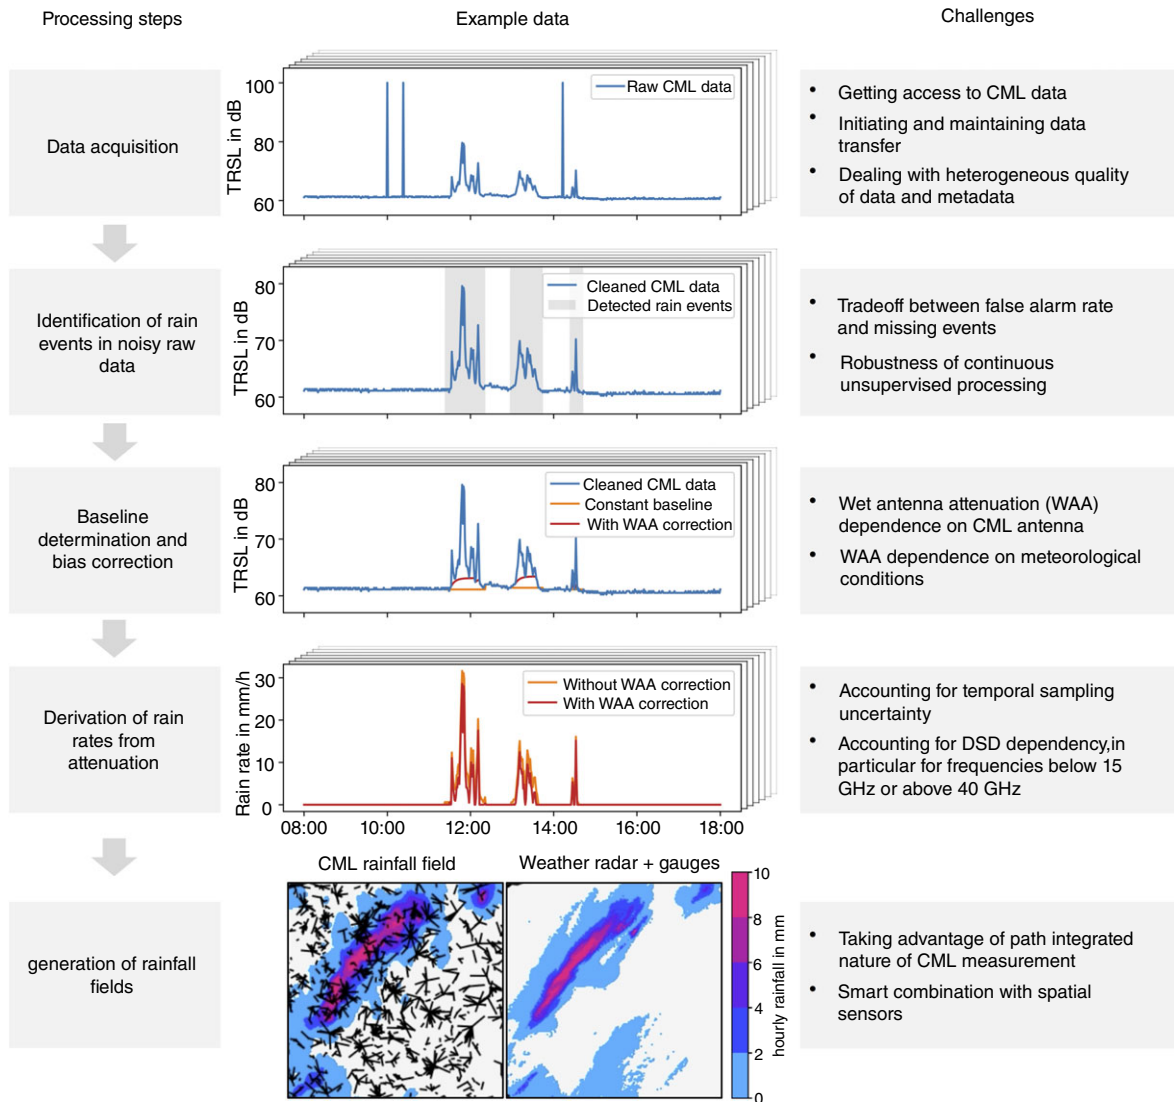 Processing steps
Example data
Challenges
Data acquisition
TRSL in dB
100
80
60
Raw CML data
• Getting access to CML data
• Initiating and maintaining data
transfer
• Dealing with heterogeneous quality
of data and metadata
Identification of rain
events in noisy raw
data
TRSL in dB
80
70
60
Cleaned CML data
Detected rain events
• Tradeoff between false alarm rate
and missing events
• Robustness of continuous
unsupervised processing
Baseline
determination and
bias correction
TRSL in dB
80
70
60
Cleaned CML data
Constant baseline
With WAA correction
• Wet antenna attenuation (WAA)
dependence on CML antenna
• WAA dependence on meteorological
conditions
Derivation of rain
rates from
attenuation
Rain rate in mm/h
30
20
10
0
Without WAA correction
With WAA correction
08:00 10:00 12:00 14:00 16:00 18:00
• Accounting for temporal sampling
uncertainty
• Accounting for DSD dependency,in
particular for frequencies below 15
GHz or above 40 GHz
generation of rainfall
fields
CML rainfall field
Weather radar + gauges
10
8
6
4
2
0
hourly rainfall in mm
• Taking advantage of path integrated
nature of CML measurement
• Smart combination with spatial
sensors